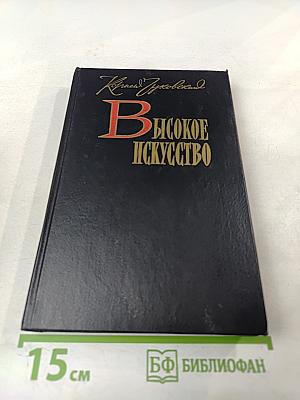 Корней Чуковский
ВЫСОКОЕ
ИСКУССТВО
15 см
БФ БИБЛИОФАН